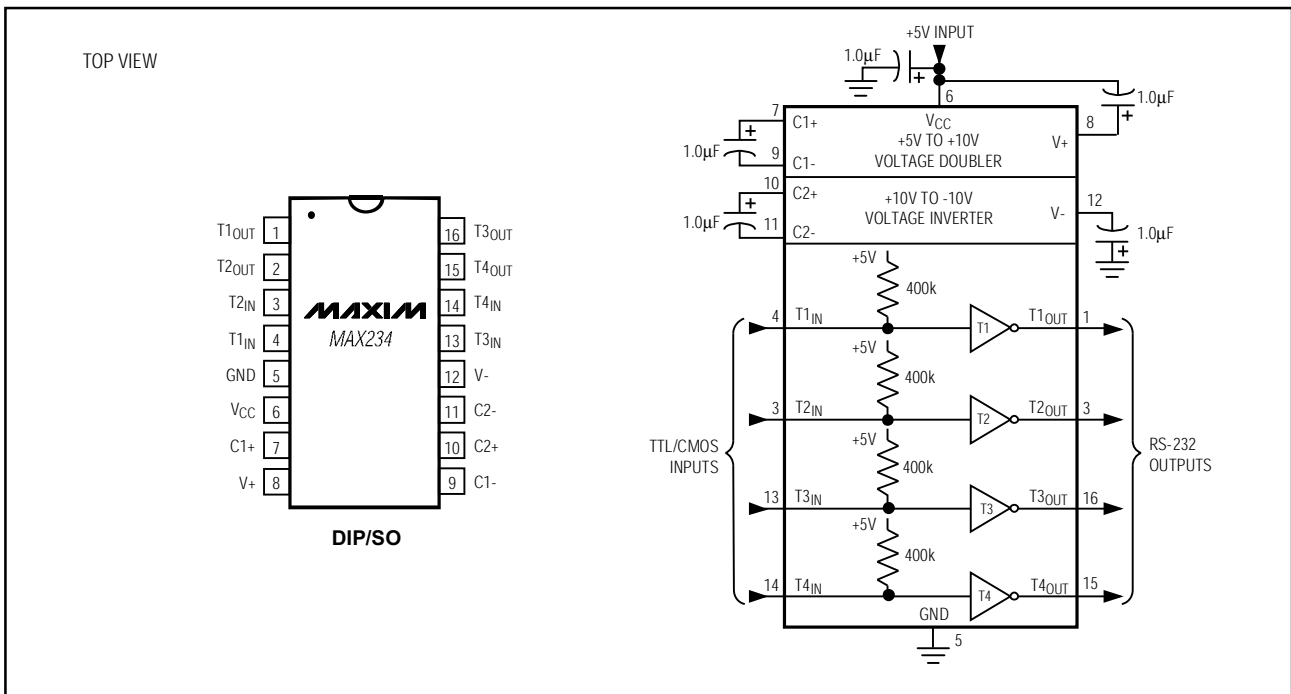 TOP VIEW
T1OUT 1
T2OUT 2
T2IN 3
T1IN 4
GND 5
VCC 6
C1+ 7
V+ 8
MAXIM
MAX234
16 T3OUT
15 T4OUT
14 T4IN
13 T3IN
12 V-
11 C2-
10 C2+
9 C1-
DIP/SO
+5V INPUT
1.0μF
+
6
1.0μF
+
7 C1+
1.0μF +
9 C1-
VCC
+5V TO +10V
VOLTAGE DOUBLER
V+ 8
10 C2+
1.0μF +
11 C2-
+10V TO -10V
VOLTAGE INVERTER
V- 12
1.0μF
+
+5V
400k
4 T1IN T1 T1OUT 1
+5V
400k
3 T2IN T2 T2OUT 3
+5V
400k
13 T3IN T3 T3OUT 16
+5V
400k
14 T4IN T4 T4OUT 15
TTL/CMOS
INPUTS
RS-232
OUTPUTS
GND
5